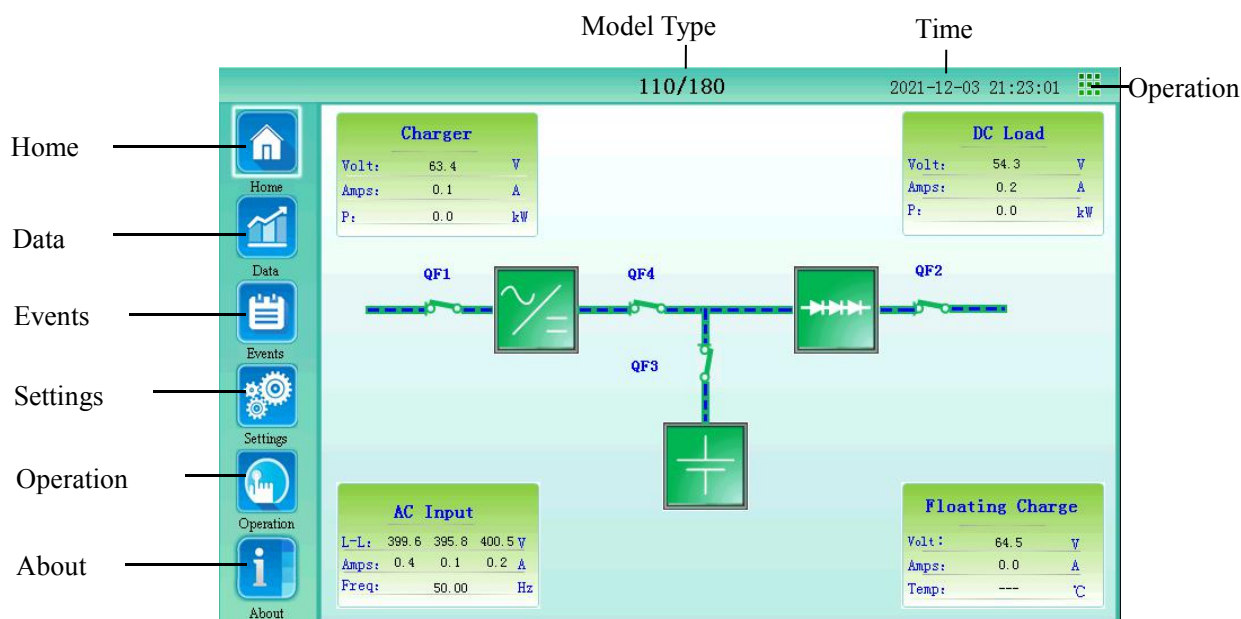 Model Type
Time
110/180
2021-12-03 21:23:01
Operation
Home
Data
Events
Settings
Operation
About
Home
Data
Events
Settings
Operation
About
Charger
Volt: 63.4 V
Amps: 0.1 A
P: 0.0 kW
DC Load
Volt: 54.3 V
Amps: 0.2 A
P: 0.0 kW
QF1
QF4
QF2
QF3
AC Input
L-L: 399.6 395.8 400.5 V
Amps: 0.4 0.1 0.2 A
Freq: 50.00 Hz
Floating Charge
Volt: 64.5 V
Amps: 0.0 A
Temp: --- ℃